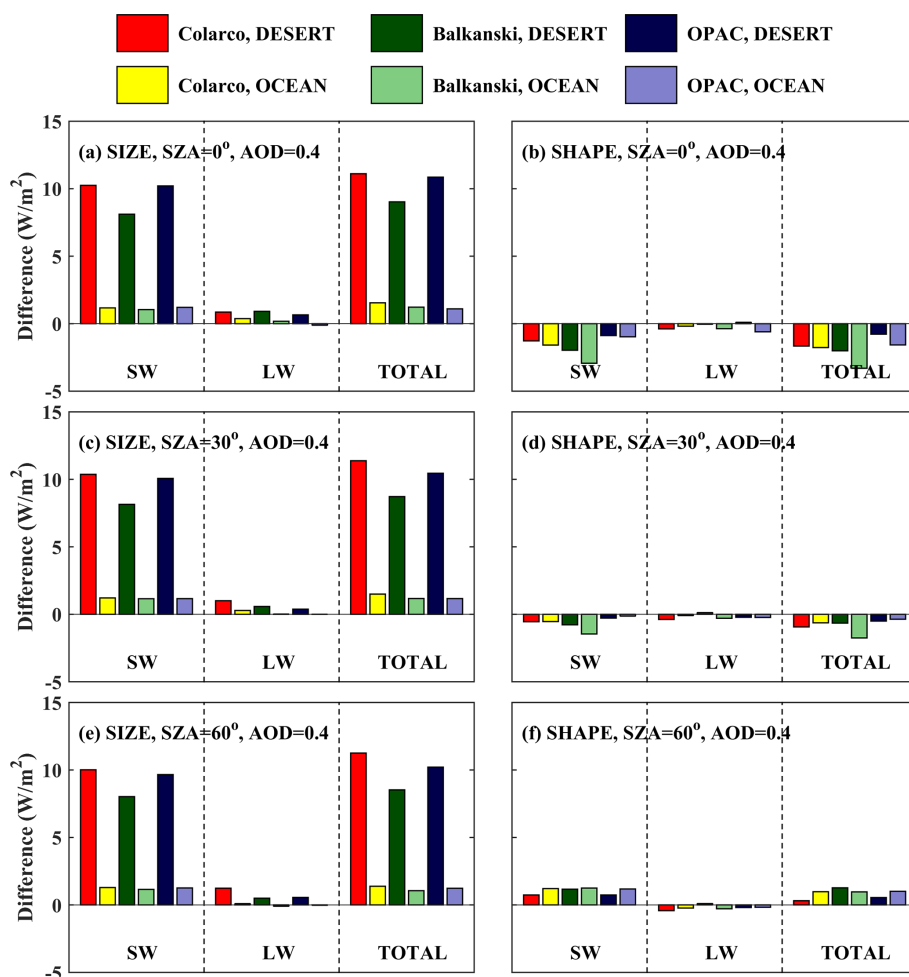 Colarco, DESERT Balkanski, DESERT OPAC, DESERT
Colarco, OCEAN Balkanski, OCEAN OPAC, OCEAN
(a) SIZE, SZA=0°, AOD=0.4
15
10
5
0
-5
Difference (W/m²)
SW LW TOTAL
(b) SHAPE, SZA=0°, AOD=0.4
SW LW TOTAL
(c) SIZE, SZA=30°, AOD=0.4
15
10
5
0
-5
Difference (W/m²)
SW LW TOTAL
(d) SHAPE, SZA=30°, AOD=0.4
SW LW TOTAL
(e) SIZE, SZA=60°, AOD=0.4
15
10
5
0
-5
Difference (W/m²)
SW LW TOTAL
(f) SHAPE, SZA=60°, AOD=0.4
SW LW TOTAL